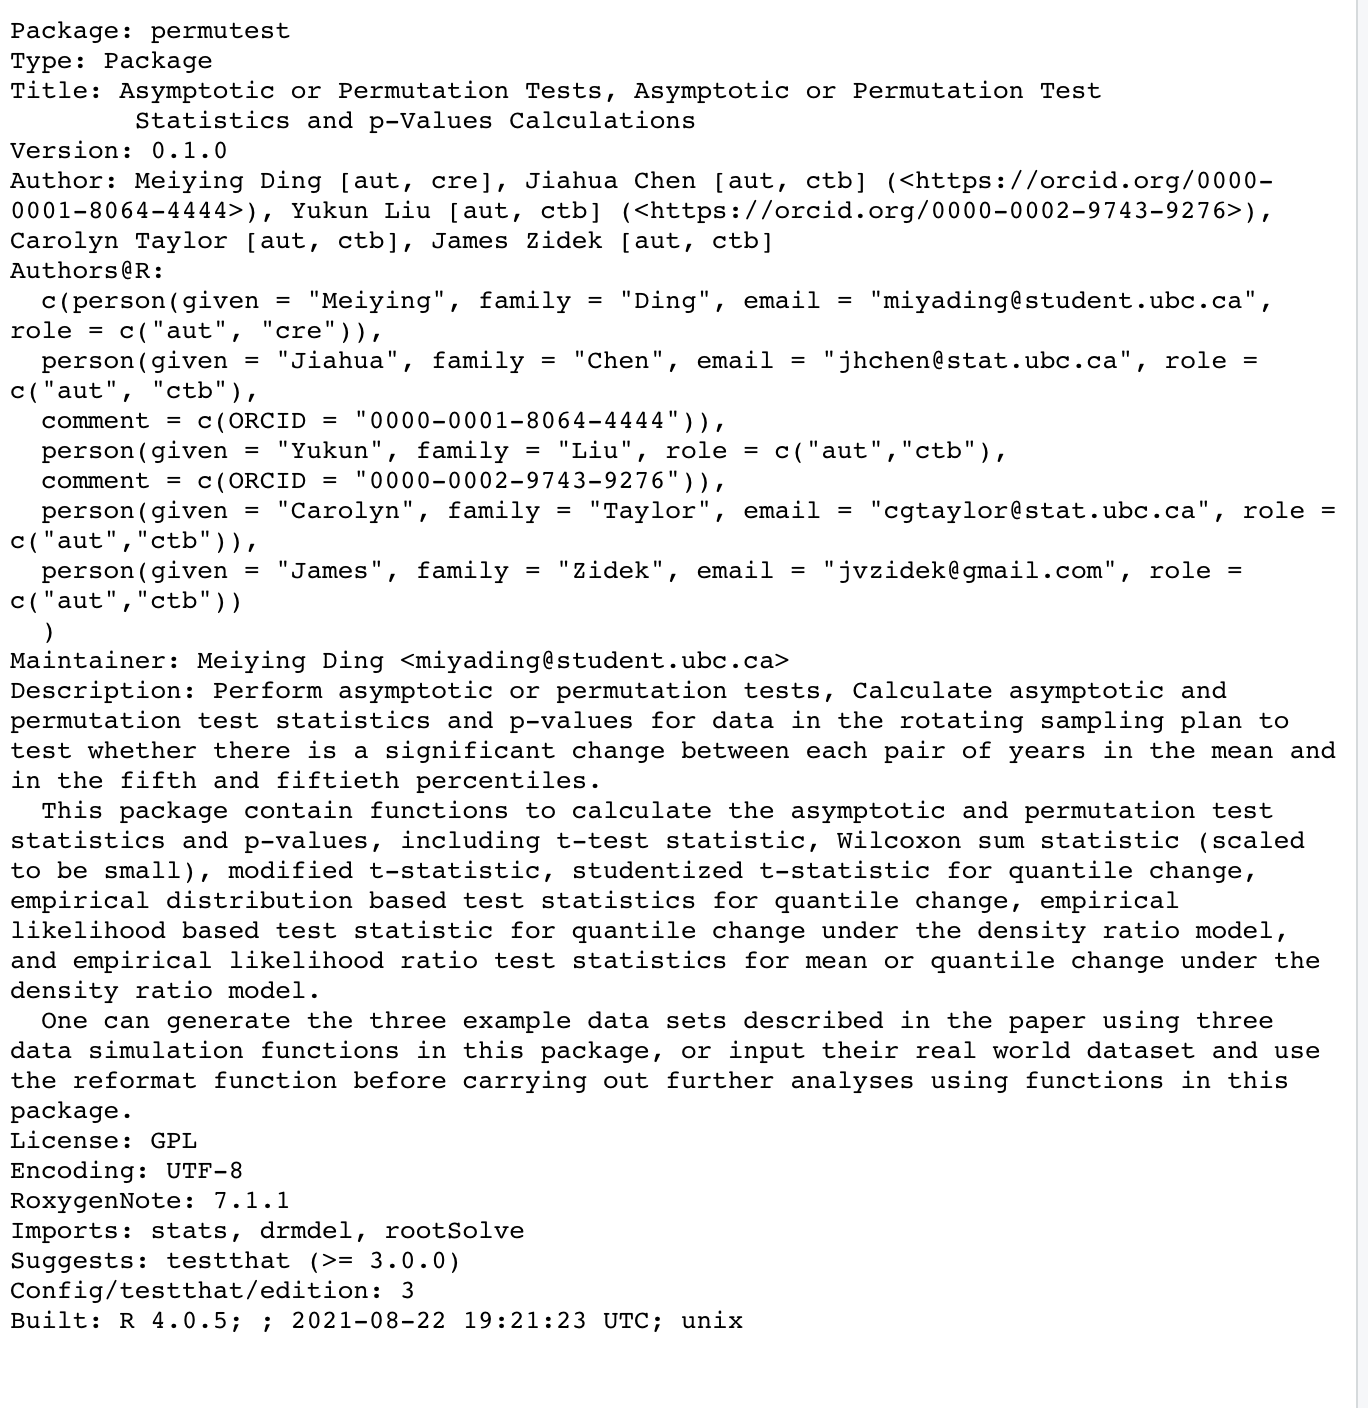 Package: permutest
Type: Package
Title: Asymptotic or Permutation Tests, Asymptotic or Permutation Test
        Statistics and p-Values Calculations
Version: 0.1.0
Author: Meiying Ding [aut, cre], Jiahua Chen [aut, ctb] (<https://orcid.org/0000-
0001-8064-4444>), Yukun Liu [aut, ctb] (<https://orcid.org/0000-0002-9743-9276>),
Carolyn Taylor [aut, ctb], James Zidek [aut, ctb]
Authors@R:
  c(person(given = "Meiying", family = "Ding", email = "miyading@student.ubc.ca",
role = c("aut", "cre")),
  person(given = "Jiahua", family = "Chen", email = "jhchen@stat.ubc.ca", role =
c("aut", "ctb"),
  comment = c(ORCID = "0000-0001-8064-4444")),
  person(given = "Yukun", family = "Liu", role = c("aut","ctb"),
  comment = c(ORCID = "0000-0002-9743-9276")),
  person(given = "Carolyn", family = "Taylor", email = "cgtaylor@stat.ubc.ca", role =
c("aut","ctb")),
  person(given = "James", family = "Zidek", email = "jvzidek@gmail.com", role =
c("aut","ctb"))
  )
Maintainer: Meiying Ding <miyading@student.ubc.ca>
Description: Perform asymptotic or permutation tests, Calculate asymptotic and
permutation test statistics and p-values for data in the rotating sampling plan to
test whether there is a significant change between each pair of years in the mean and
in the fifth and fiftieth percentiles.
  This package contain functions to calculate the asymptotic and permutation test
statistics and p-values, including t-test statistic, Wilcoxon sum statistic (scaled
to be small), modified t-statistic, studentized t-statistic for quantile change,
empirical distribution based test statistics for quantile change, empirical
likelihood based test statistic for quantile change under the density ratio model,
and empirical likelihood ratio test statistics for mean or quantile change under the
density ratio model.
  One can generate the three example data sets described in the paper using three
data simulation functions in this package, or input their real world dataset and use
the reformat function before carrying out further analyses using functions in this
package.
License: GPL
Encoding: UTF-8
RoxygenNote: 7.1.1
Imports: stats, drmdel, rootSolve
Suggests: testthat (>= 3.0.0)
Config/testthat/edition: 3
Built: R 4.0.5; ; 2021-08-22 19:21:23 UTC; unix